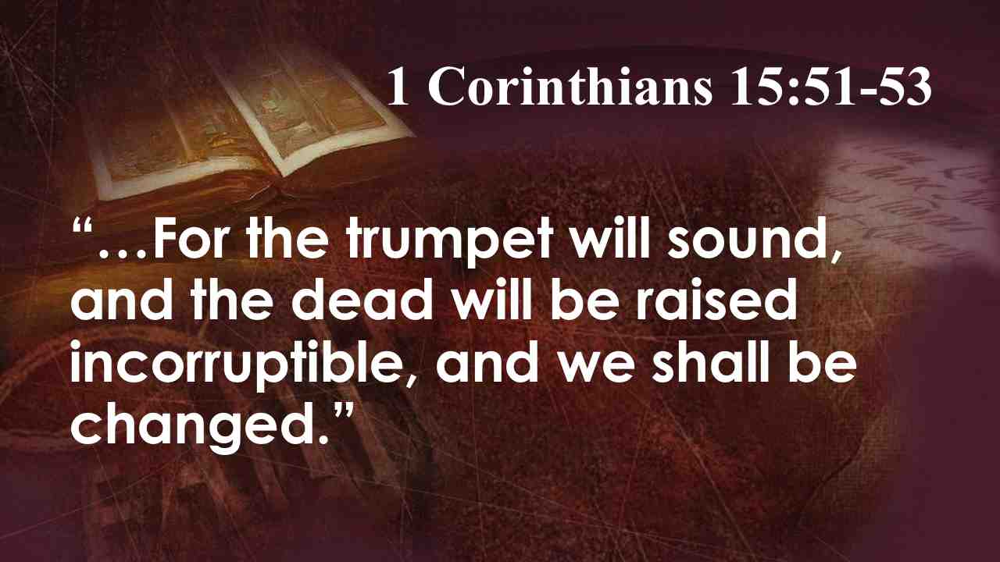 1 Corinthians 15:51-53
“…For the trumpet will sound,
and the dead will be raised
incorruptible, and we shall be
changed.”